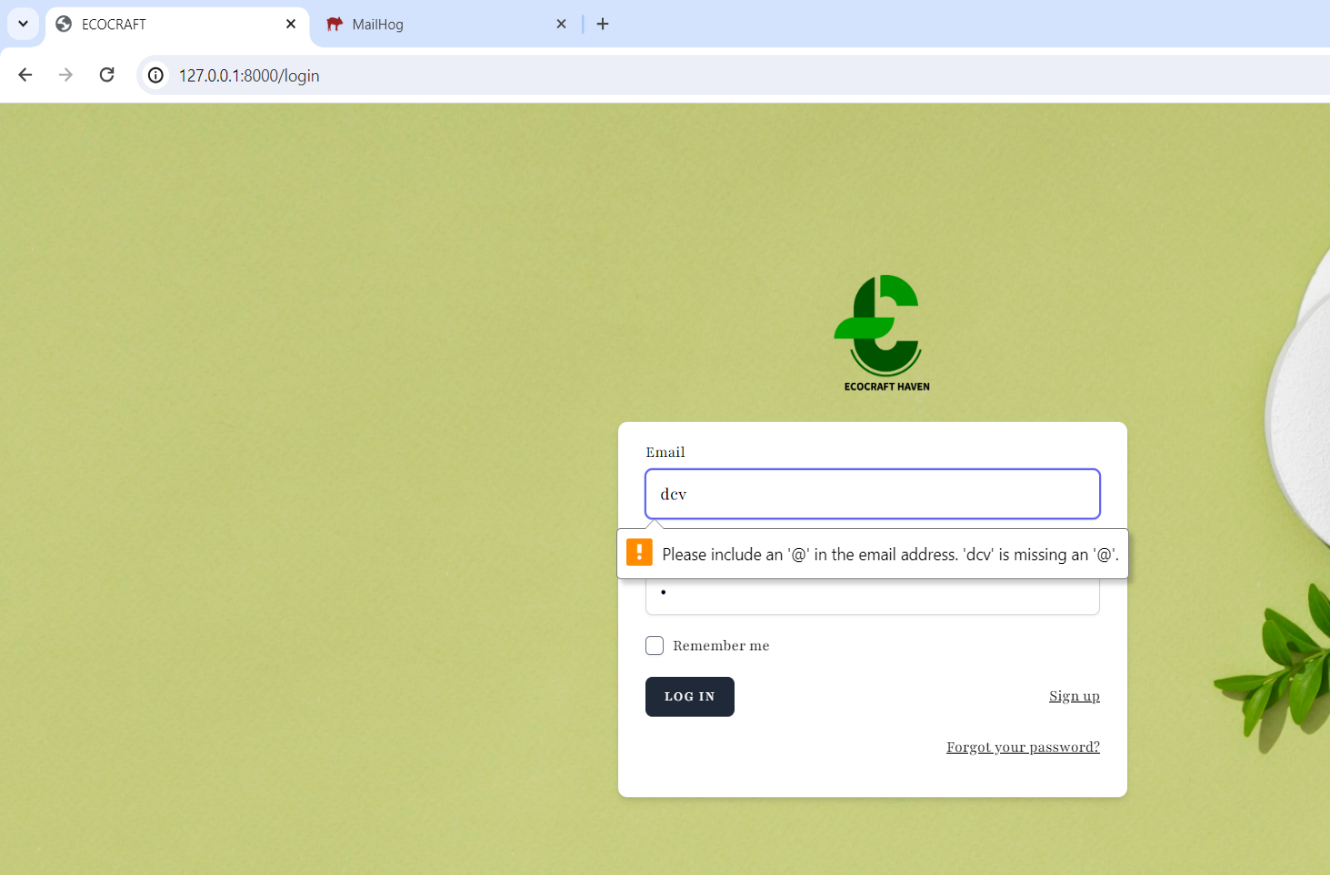 ECOCRAFT
MailHog
127.0.0.1:8000/login
ECOCRAFT HAVEN
Email
dcv
Please include an '@' in the email address. 'dcv' is missing an '@'.
Remember me
LOG IN
Sign up
Forgot your password?